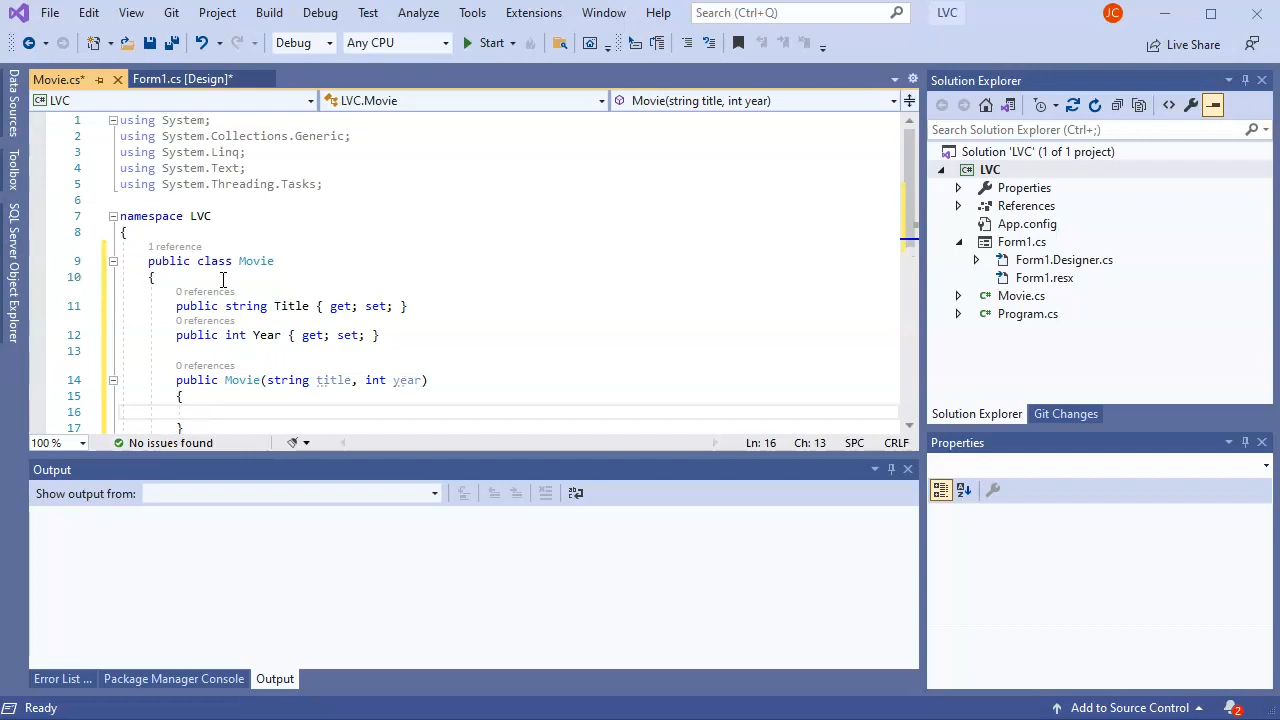 File Edit View Git Project Build Debug Test Analyze Tools Extensions Window Help Search (Ctrl+Q) LVC JC
Debug Any CPU Start Live Share
Movie.cs* Form1.cs [Design]*
LVC LVC.Movie Movie(string title, int year)
1 using System;
2 using System.Collections.Generic;
3 using System.Linq;
4 using System.Text;
5 using System.Threading.Tasks;
6
7 namespace LVC
8 {
1 reference
9 public class Movie
10 {
0 references
11 public string Title { get; set; }
0 references
12 public int Year { get; set; }
13
0 references
14 public Movie(string title, int year)
15 {
16
17 }
100 % No issues found Ln: 16 Ch: 13 SPC CRLF
Output
Show output from:
Error List ... Package Manager Console Output
Data Sources
Toolbox
SQL Server Object Explorer
Solution Explorer
Search Solution Explorer (Ctrl+;)
Solution 'LVC' (1 of 1 project)
LVC
Properties
References
App.config
Form1.cs
Form1.Designer.cs
Form1.resx
Movie.cs
Program.cs
Solution Explorer Git Changes
Properties
Ready Add to Source Control 2